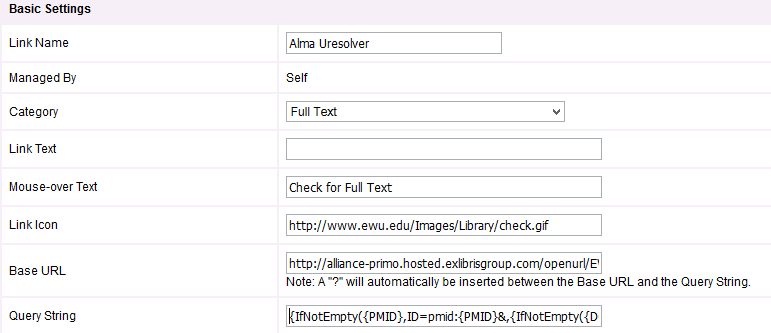 Basic Settings
Link Name Alma Uresolver
Managed By Self
Category Full Text
Link Text
Mouse-over Text Check for Full Text
Link Icon http://www.ewu.edu/Images/Library/check.gif
Base URL http://alliance-primo.hosted.exlibrisgroup.com/openurl/
Note: A "?" will automatically be inserted between the Base URL and the Query String.
Query String {IfNotEmpty({PMID},ID=pmid:{PMID}&,{IfNotEmpty({D